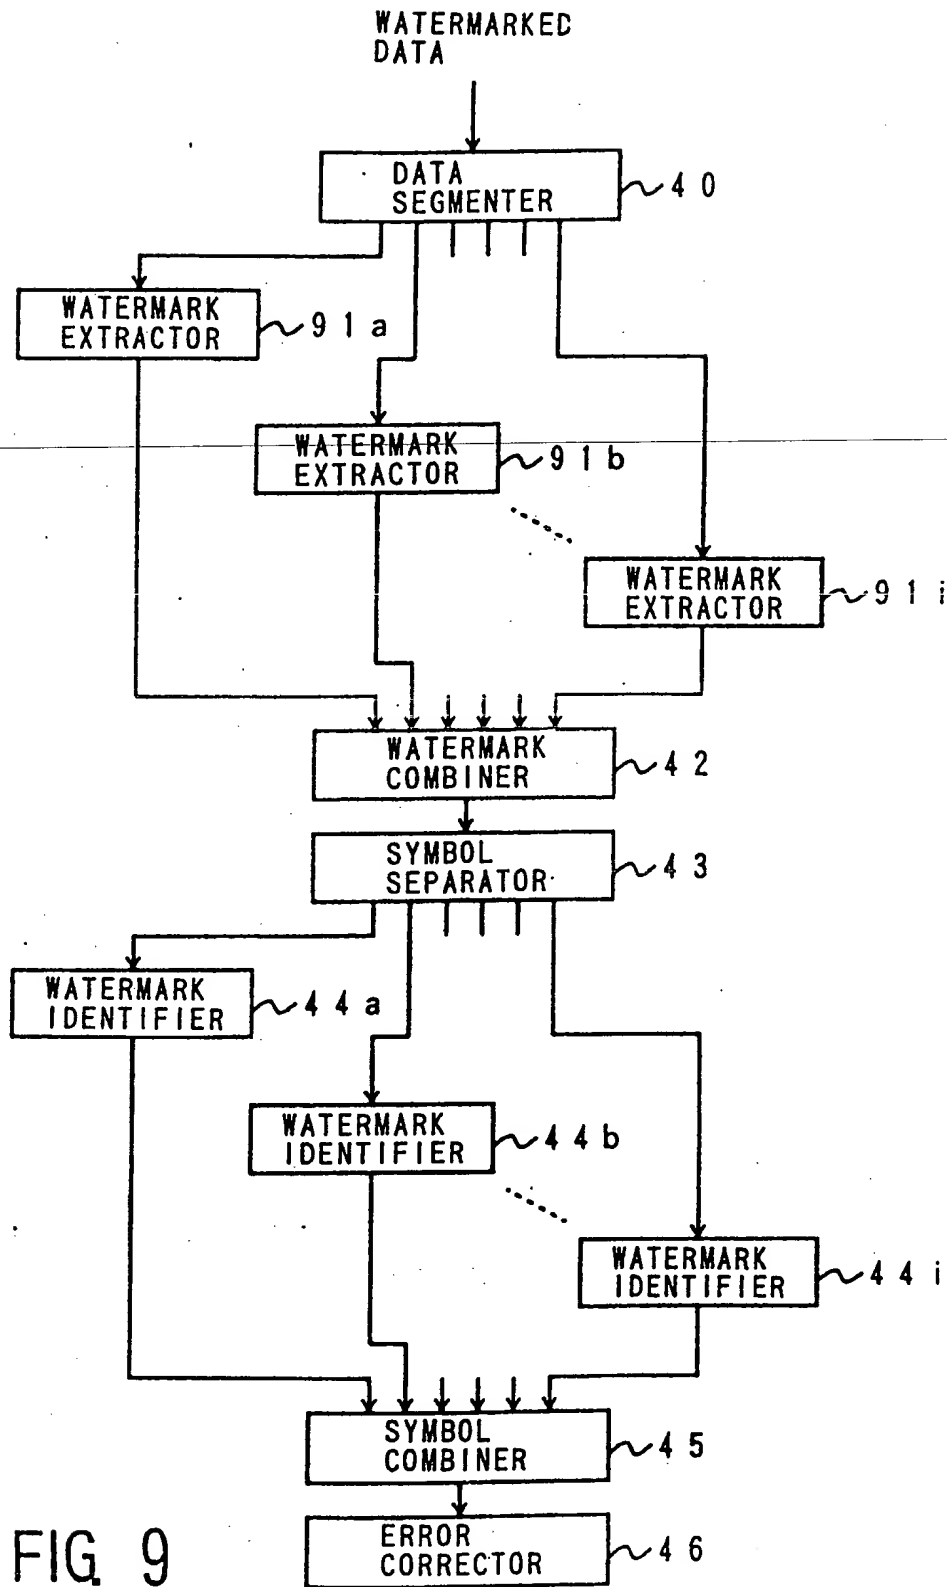 WATERMARKED
DATA
DATA
SEGMENTER
40
WATERMARK
EXTRACTOR
91a
WATERMARK
EXTRACTOR
91b
WATERMARK
EXTRACTOR
91i
WATERMARK
COMBINER
42
SYMBOL
SEPARATOR
43
WATERMARK
IDENTIFIER
44a
WATERMARK
IDENTIFIER
44b
WATERMARK
IDENTIFIER
44i
SYMBOL
COMBINER
45
ERROR
CORRECTOR
46
FIG. 9